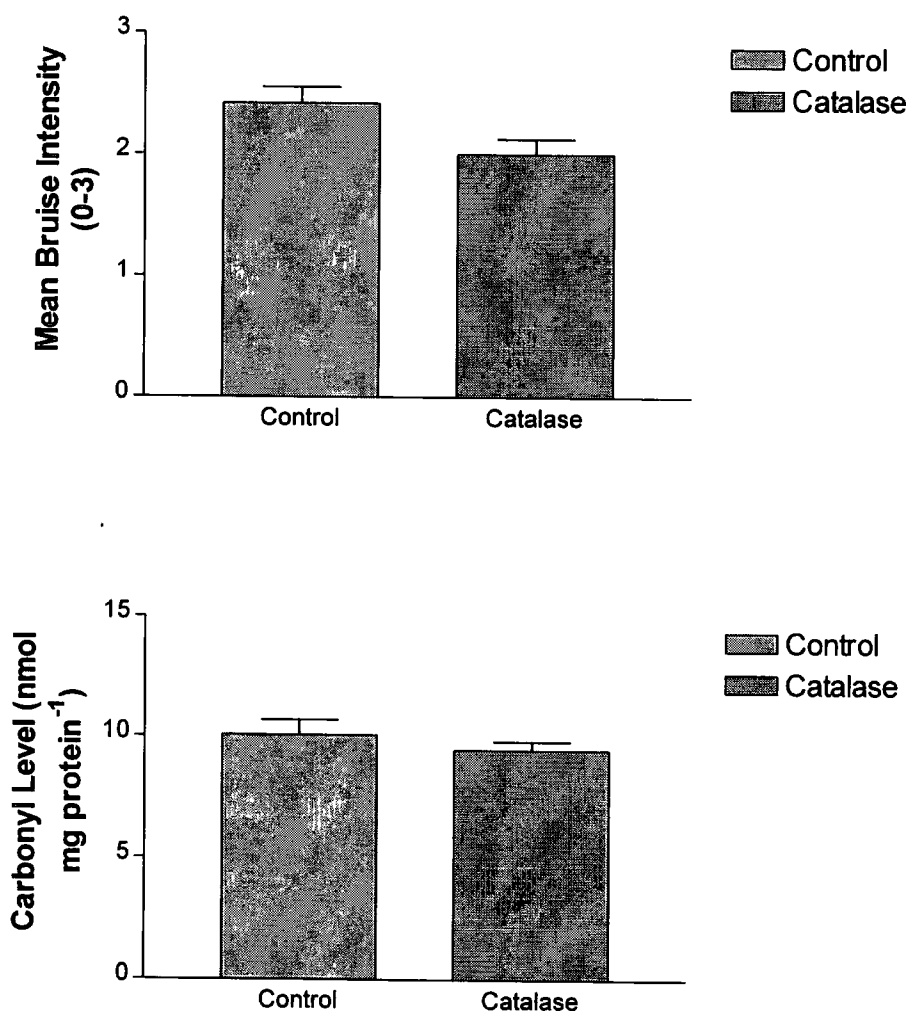 Mean Bruise Intensity
(0-3)
3
2
1
0
Control
Catalase
Control
Catalase
Carbonyl Level (nmol
mg protein⁻¹)
15
10
5
0
Control
Catalase
Control
Catalase